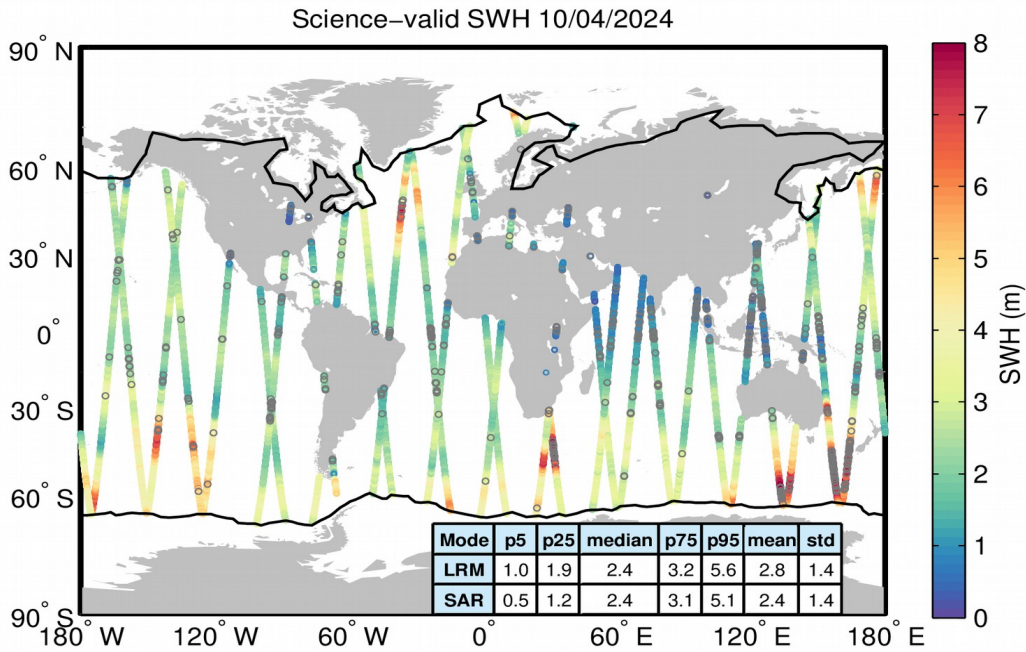 Science−valid SWH 10/04/2024
90° N
60° N
30° N
0°
30° S
60° S
90° S
180° W
120° W
60° W
0°
60° E
120° E
180° E
8
7
6
5
4
3
2
1
0
SWH (m)
Mode p5 p25 median p75 p95 mean std
LRM 1.0 1.9 2.4 3.2 5.6 2.8 1.4
SAR 0.5 1.2 2.4 3.1 5.1 2.4 1.4